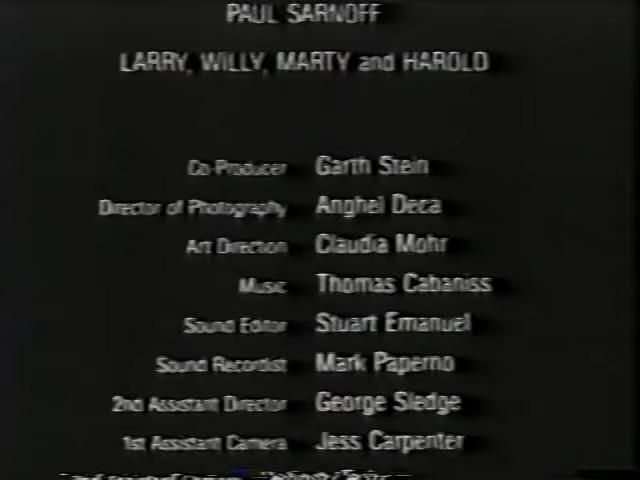 PAUL SARNOFF
LARRY, WILLY, MARTY and HAROLD
Co-Producer Garth Stein
Director of Photography Anghel Deca
Art Direction Claudia Mohr
Music Thomas Cabaniss
Sound Editor Stuart Emanuel
Sound Recordist Mark Paperno
2nd Assistant Director George Sledge
1st Assistant Camera Jess Carpenter